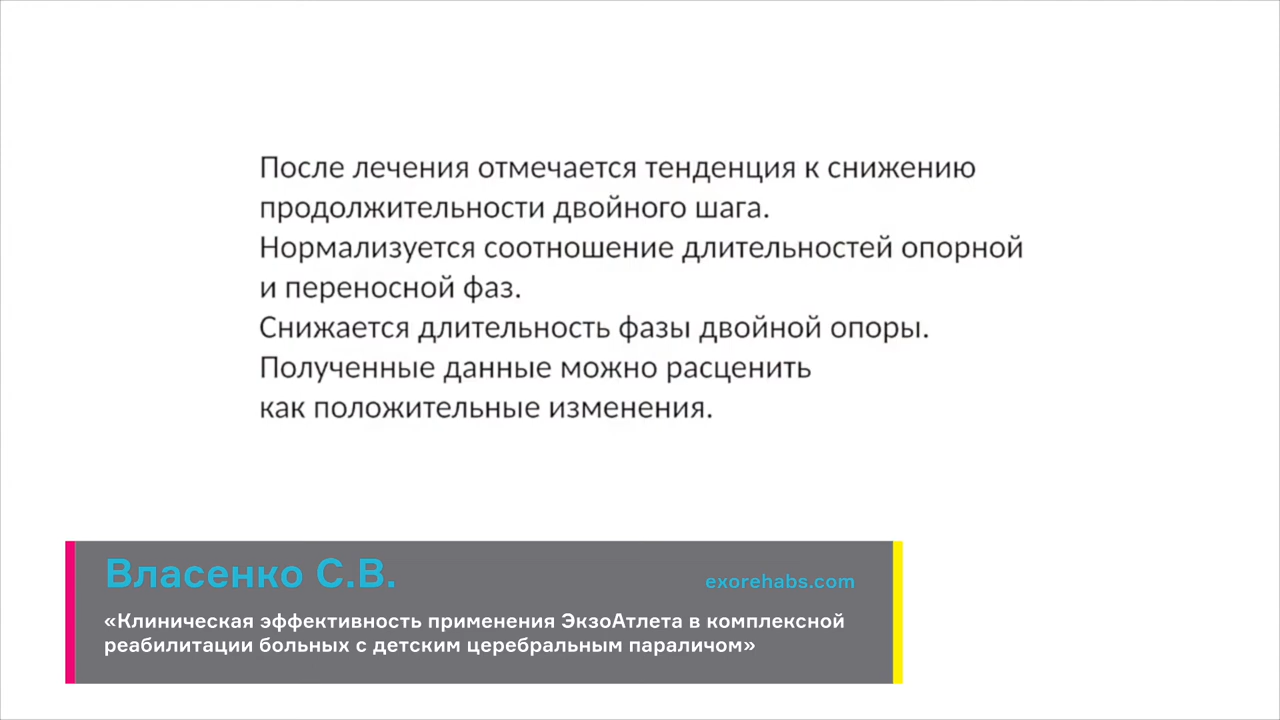 После лечения отмечается тенденция к снижению
продолжительности двойного шага.
Нормализуется соотношение длительностей опорной
и переносной фаз.
Снижается длительность фазы двойной опоры.
Полученные данные можно расценить
как положительные изменения.
Власенко С.В.
exorehabs.com
«Клиническая эффективность применения ЭкзоАтлета в комплексной
реабилитации больных с детским церебральным параличом»